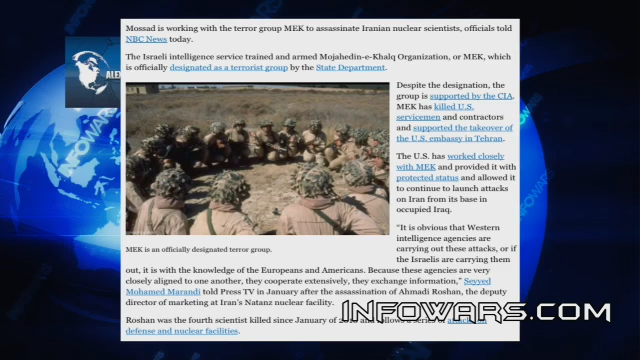 Mossad is working with the terror group MEK to assassinate Iranian nuclear scientists, officials told
NBC News today.
The Israeli intelligence service trained and armed Mojahedin-e-Khalq Organization, or MEK, which
is officially designated as a terrorist group by the State Department.
ALE
Despite the designation, the
group is supported by the CIA.
MEK has killed U.S.
servicemen and contractors
and supported the takeover of
the U.S. embassy in Tehran.
The U.S. has worked closely
with MEK and provided it with
protected status and allowed it
to continue to launch attacks
on Iran from its base in
occupied Iraq.
"It is obvious that Western
intelligence agencies are
carrying out these attacks, or if
the Israelis are carrying them
MEK is an officially designated terror group.
out, it is with the knowledge of the Europeans and Americans. Because these agencies are very
closely aligned to one another, they cooperate extensively, they exchange information," Seyyed
Mohamed Marandi told Press TV in January after the assassination of Ahmadi Roshan, the deputy
director of marketing at Iran's Natanz nuclear facility.
Roshan was the fourth scientist killed since January of and follows a series of
defense and nuclear facilities.
INFOWARS.COM
INFOWARS
INFOWARS